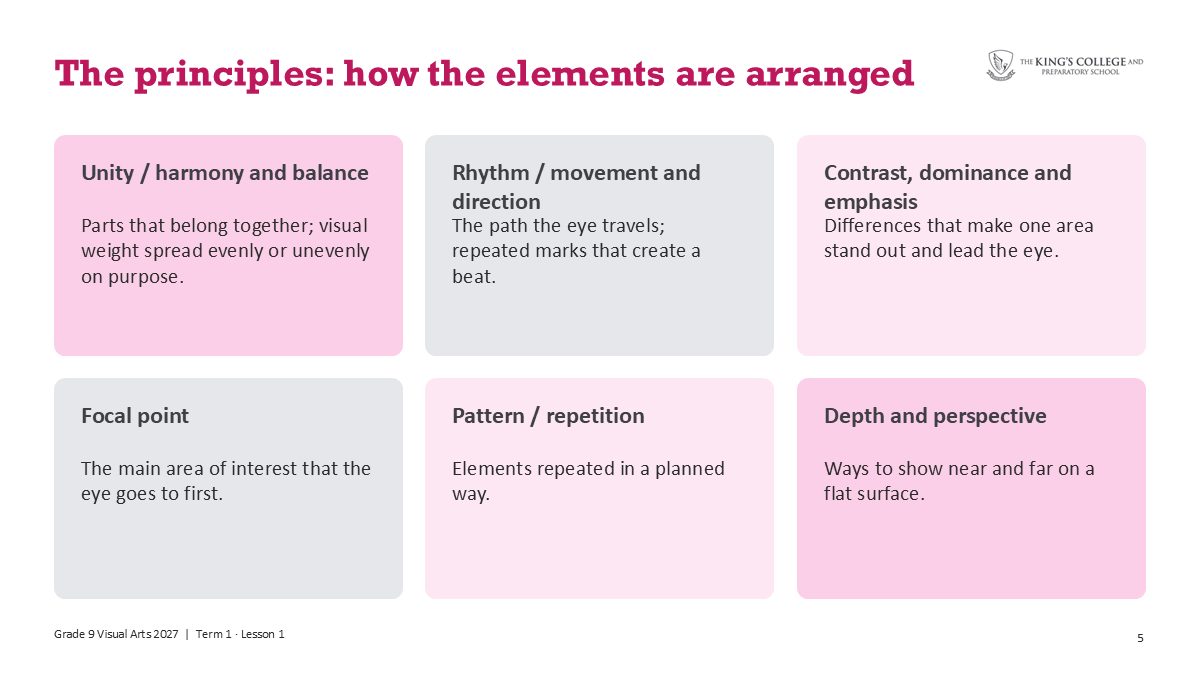 The principles: how the elements are arranged
THE KING'S COLLEGE AND
PREPARATORY SCHOOL
Unity / harmony and balance
Parts that belong together; visual
weight spread evenly or unevenly
on purpose.
Rhythm / movement and
direction
The path the eye travels;
repeated marks that create a
beat.
Contrast, dominance and
emphasis
Differences that make one area
stand out and lead the eye.
Focal point
The main area of interest that the
eye goes to first.
Pattern / repetition
Elements repeated in a planned
way.
Depth and perspective
Ways to show near and far on a
flat surface.
Grade 9 Visual Arts 2027 | Term 1 · Lesson 1
5